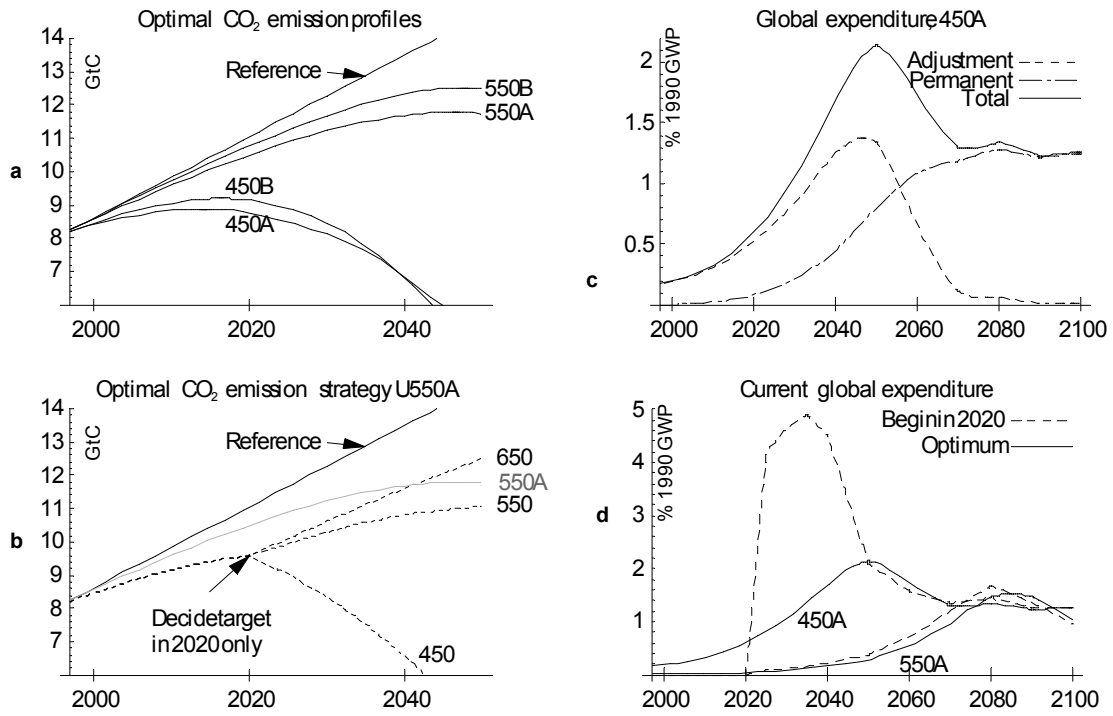 Optimal CO₂ emission profiles
14
13
12
11
10
9
8
7
GtC
Reference
550B
550A
450B
450A
a
2000
2020
2040
Global expenditure, 450A
2
1.5
1
0.5
% 1990 GWP
Adjustment
Permanent
Total
c
2000
2020
2040
2060
2080
2100
Optimal CO₂ emission strategy U550A
14
13
12
11
10
9
8
7
GtC
Reference
650
550A
550
450
Decide target
in 2020 only
b
2000
2020
2040
Current global expenditure
5
4
3
2
1
% 1990 GWP
Begin in 2020
Optimum
450A
550A
d
2000
2020
2040
2060
2080
2100